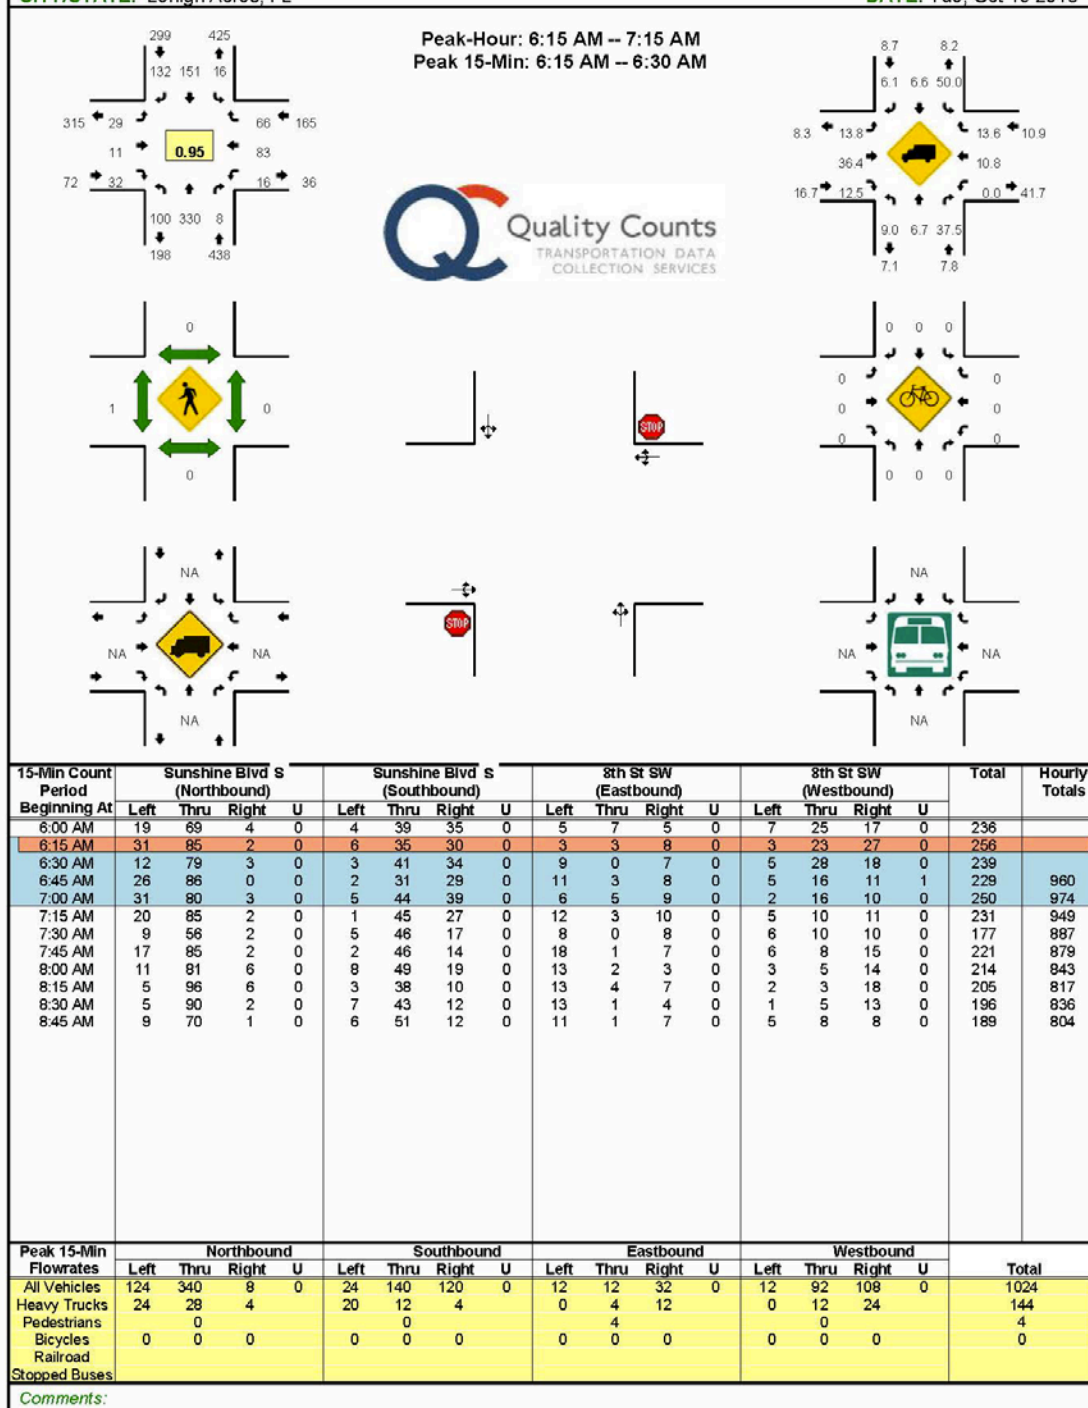 Peak-Hour: 6:15 AM -- 7:15 AM
Peak 15-Min: 6:15 AM -- 6:30 AM
299 425
132 151 16
315 29 66 165
11 0.95 83
72 32 16 36
100 330 8
198 438
8.7 8.2
6.1 6.6 50.0
8.3 13.8 13.6 10.9
36.4 10.8
16.7 12.5 0.0 41.7
9.0 6.7 37.5
7.1 7.8
Quality Counts
TRANSPORTATION DATA
COLLECTION SERVICES
0
1 0
0
STOP
0 0 0
0 0
0 0
0 0
0 0 0
NA
NA NA
NA
STOP
NA
NA NA
NA
15-Min Count Period Beginning At Sunshine Blvd S (Northbound) Sunshine Blvd S (Southbound) 8th St SW (Eastbound) 8th St SW (Westbound) Total Hourly Totals
Left Thru Right U Left Thru Right U Left Thru Right U Left Thru Right U
6:00 AM 19 69 4 0 4 39 35 0 5 7 5 0 7 25 17 0 236
6:15 AM 31 85 2 0 6 35 30 0 3 3 8 0 3 23 27 0 256
6:30 AM 12 79 3 0 3 41 34 0 9 0 7 0 5 28 18 0 239
6:45 AM 26 86 0 0 2 31 29 0 11 3 8 0 5 16 11 1 229 960
7:00 AM 31 80 3 0 5 44 39 0 6 5 9 0 2 16 10 0 250 974
7:15 AM 20 85 2 0 1 45 27 0 12 3 10 0 5 10 11 0 231 949
7:30 AM 9 56 2 0 5 46 17 0 8 0 8 0 6 10 10 0 177 887
7:45 AM 17 85 2 0 2 46 14 0 18 1 7 0 6 8 15 0 221 879
8:00 AM 11 81 6 0 8 49 19 0 13 2 3 0 3 5 14 0 214 843
8:15 AM 5 96 6 0 3 38 10 0 13 4 7 0 2 3 18 0 205 817
8:30 AM 5 90 2 0 7 43 12 0 13 1 4 0 1 5 13 0 196 836
8:45 AM 9 70 1 0 6 51 12 0 11 1 7 0 5 8 8 0 189 804
Peak 15-Min Flowrates Northbound Southbound Eastbound Westbound
Left Thru Right U Left Thru Right U Left Thru Right U Left Thru Right U Total
All Vehicles 124 340 8 0 24 140 120 0 12 12 32 0 12 92 108 0 1024
Heavy Trucks 24 28 4 20 12 4 0 4 12 0 12 24 144
Pedestrians 0 0 4 0 4
Bicycles 0 0 0 0 0 0 0 0 0 0 0 0 0
Railroad
Stopped Buses
Comments: